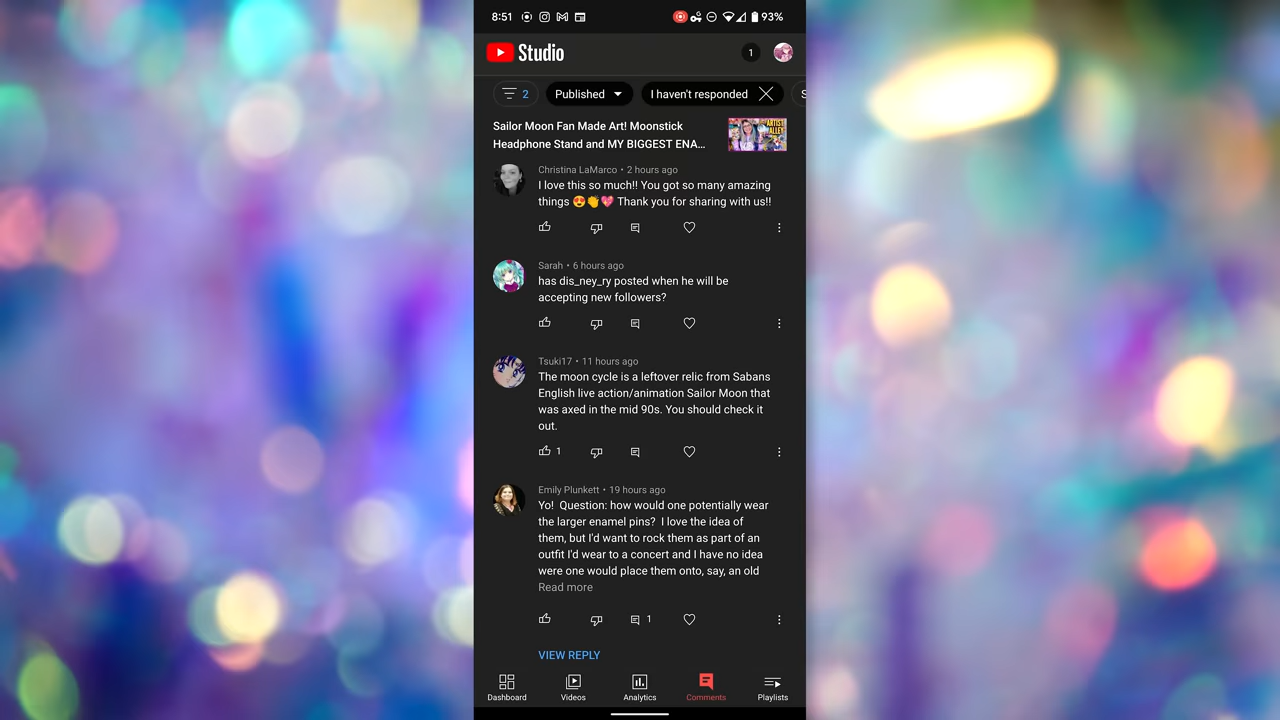 8:51
93%
Studio
1
2
Published
I haven't responded
S
Sailor Moon Fan Made Art! Moonstick
Headphone Stand and MY BIGGEST ENA...
ARTIST
ALLEY
Christina LaMarco • 2 hours ago
I love this so much!! You got so many amazing
things 😍👏💖 Thank you for sharing with us!!
Sarah • 6 hours ago
has dis_ney_ry posted when he will be
accepting new followers?
Tsuki17 • 11 hours ago
The moon cycle is a leftover relic from Sabans
English live action/animation Sailor Moon that
was axed in the mid 90s. You should check it
out.
1
Emily Plunkett • 19 hours ago
Yo!  Question: how would one potentially wear
the larger enamel pins?  I love the idea of
them, but I'd want to rock them as part of an
outfit I'd wear to a concert and I have no idea
were one would place them onto, say, an old
Read more
1
VIEW REPLY
Dashboard
Videos
Analytics
Comments
Playlists